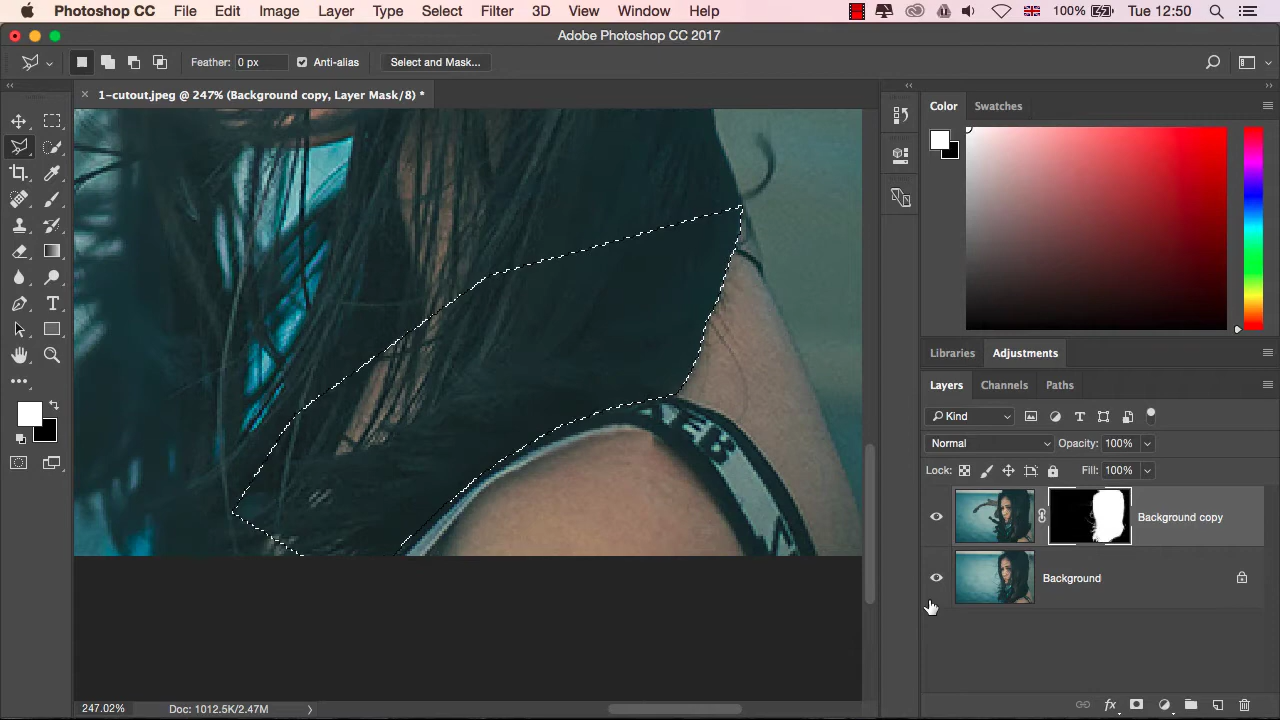 Photoshop CC File Edit Image Layer Type Select Filter 3D View Window Help 100% Tue 12:50
Adobe Photoshop CC 2017
Feather: 0 px Anti-alias Select and Mask...
1-cutout.jpeg @ 247% (Background copy, Layer Mask/8) *
Color Swatches
Libraries Adjustments
Layers Channels Paths
Kind
Normal Opacity: 100%
Lock: Fill: 100%
Background copy
Background
247.02% Doc: 1012.5K/2.47M